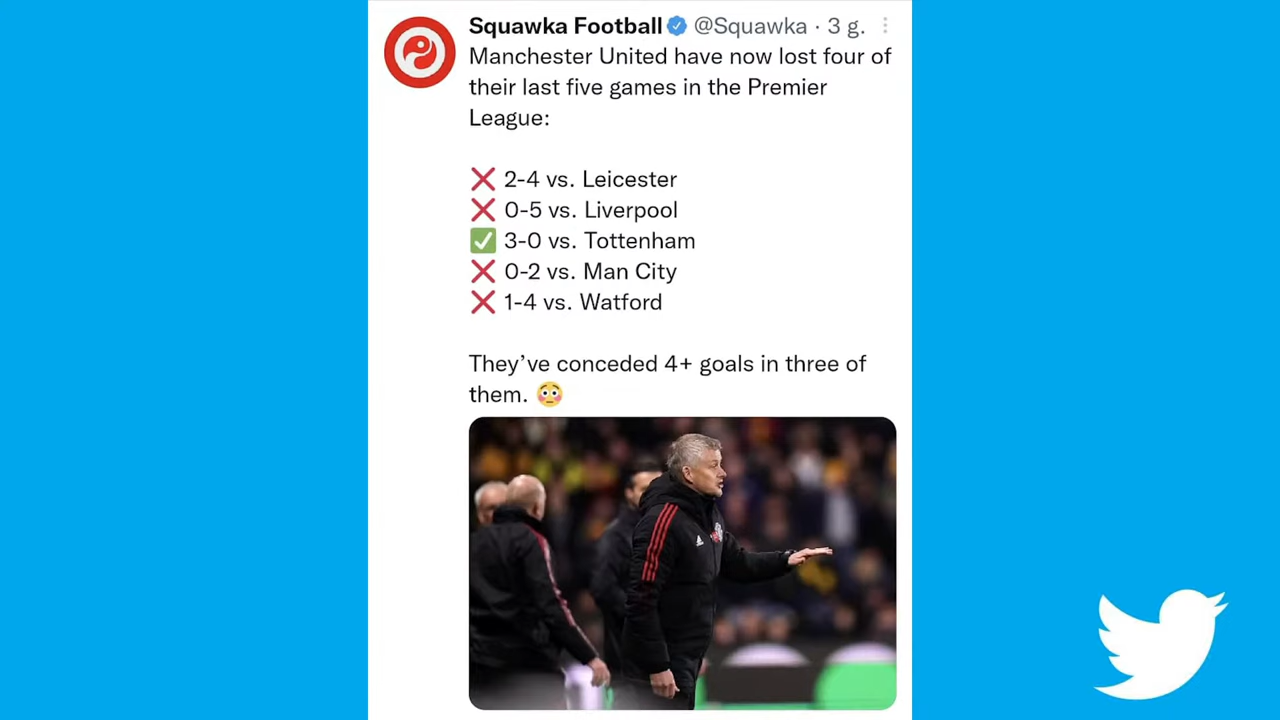 Squawka Football @Squawka · 3 g.
Manchester United have now lost four of
their last five games in the Premier
League:
❌ 2-4 vs. Leicester
❌ 0-5 vs. Liverpool
✅ 3-0 vs. Tottenham
❌ 0-2 vs. Man City
❌ 1-4 vs. Watford
They’ve conceded 4+ goals in three of
them. 😳